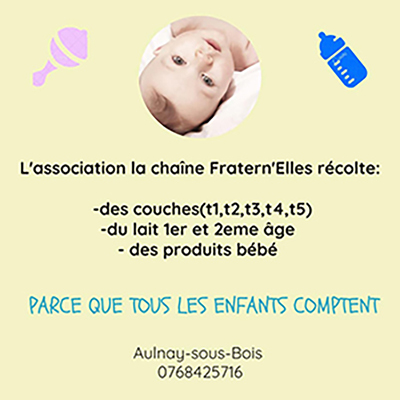 L'association la chaîne Fratern'Elles récolte:
-des couches(t1,t2,t3,t4,t5)
-du lait 1er et 2eme âge
- des produits bébé
PARCE QUE TOUS LES ENFANTS COMPTENT
Aulnay-sous-Bois
0768425716